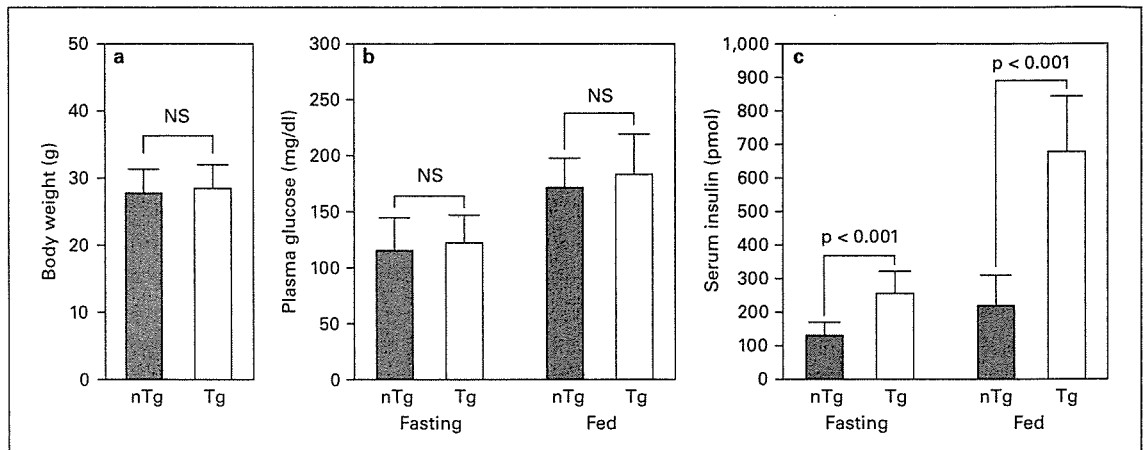 a
Body weight (g)
50
40
30
20
10
0
NS
nTg
Tg
b
Plasma glucose (mg/dl)
300
250
200
150
100
50
0
NS
NS
nTg
Tg
nTg
Tg
Fasting
Fed
c
Serum insulin (pmol)
1,000
900
800
700
600
500
400
300
200
100
0
p < 0.001
p < 0.001
nTg
Tg
nTg
Tg
Fasting
Fed